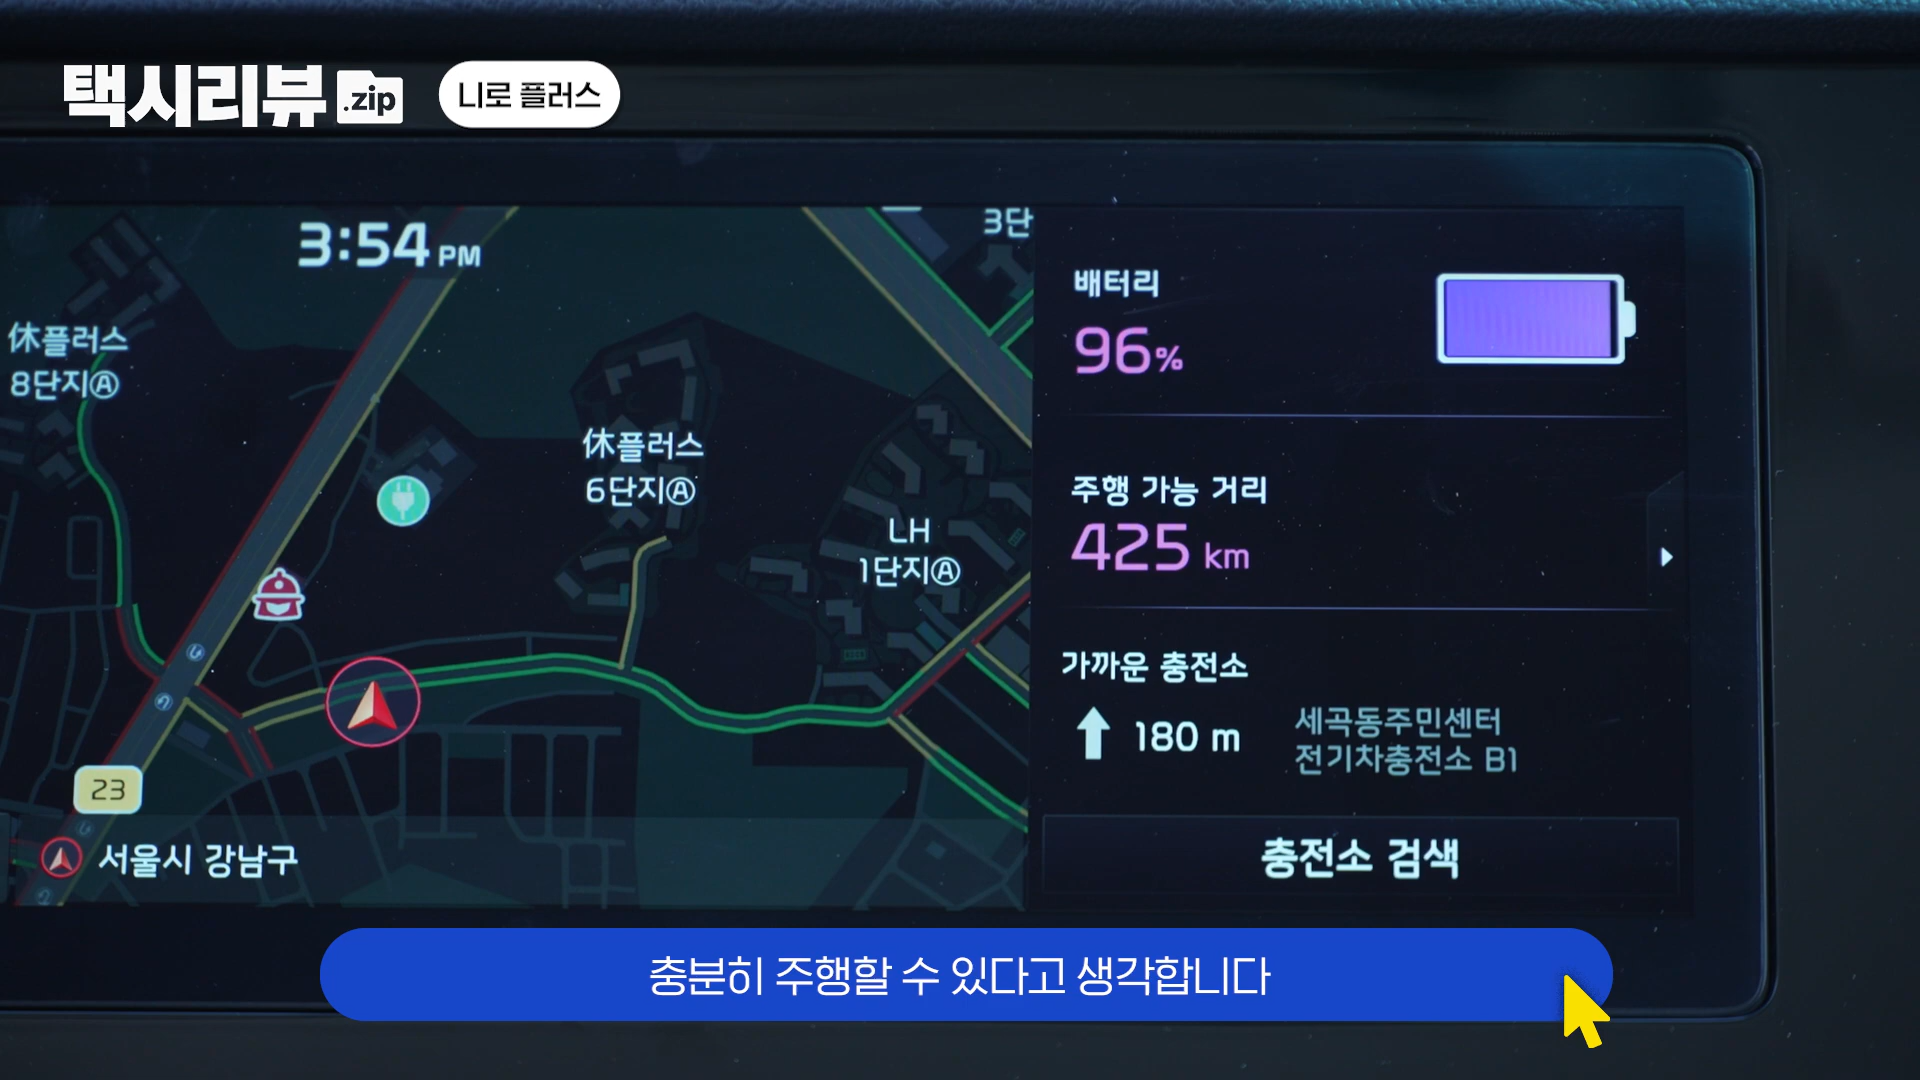 택시리뷰.zip
니로 플러스
3:54 PM
3단
休플러스
8단지Ⓐ
休플러스
6단지Ⓐ
LH
1단지Ⓐ
23
서울시 강남구
배터리
96%
주행 가능 거리
425 km
가까운 충전소
180 m
세곡동주민센터
전기차충전소 B1
충전소 검색
충분히 주행할 수 있다고 생각합니다